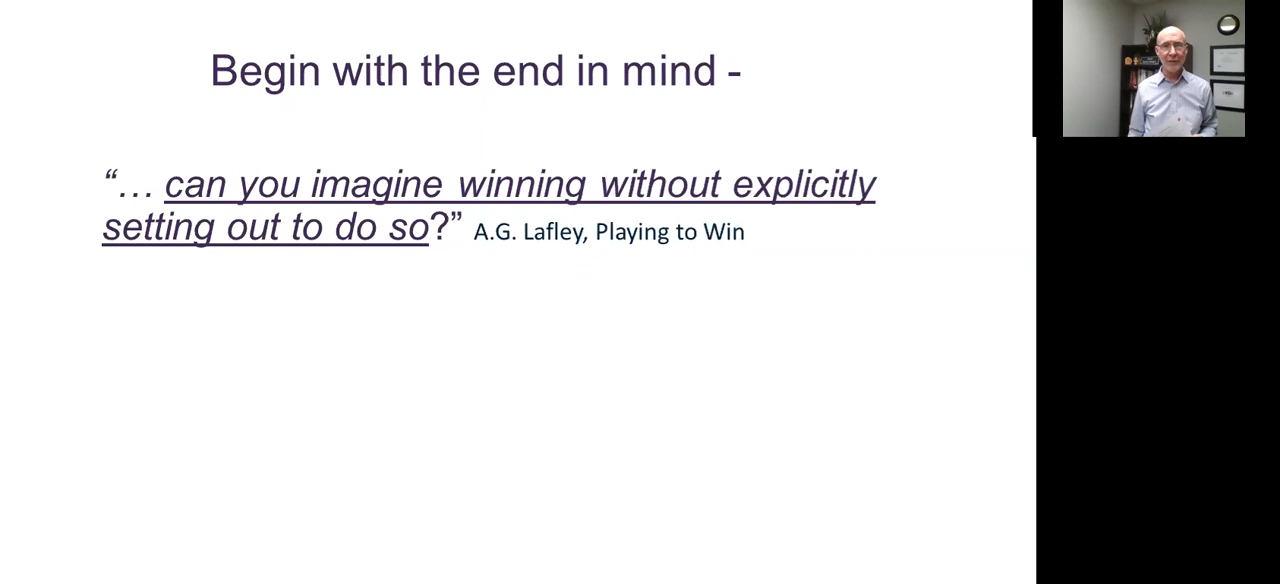 Begin with the end in mind -
“… can you imagine winning without explicitly
setting out to do so?” A.G. Lafley, Playing to Win